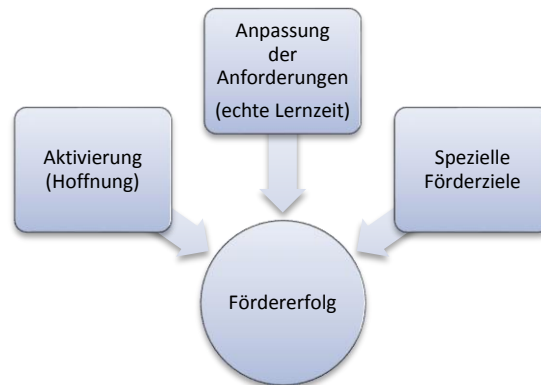 Anpassung
der
Anforderungen
(echte Lernzeit)
Aktivierung
(Hoffnung)
Spezielle
Förderziele
Fördererfolg